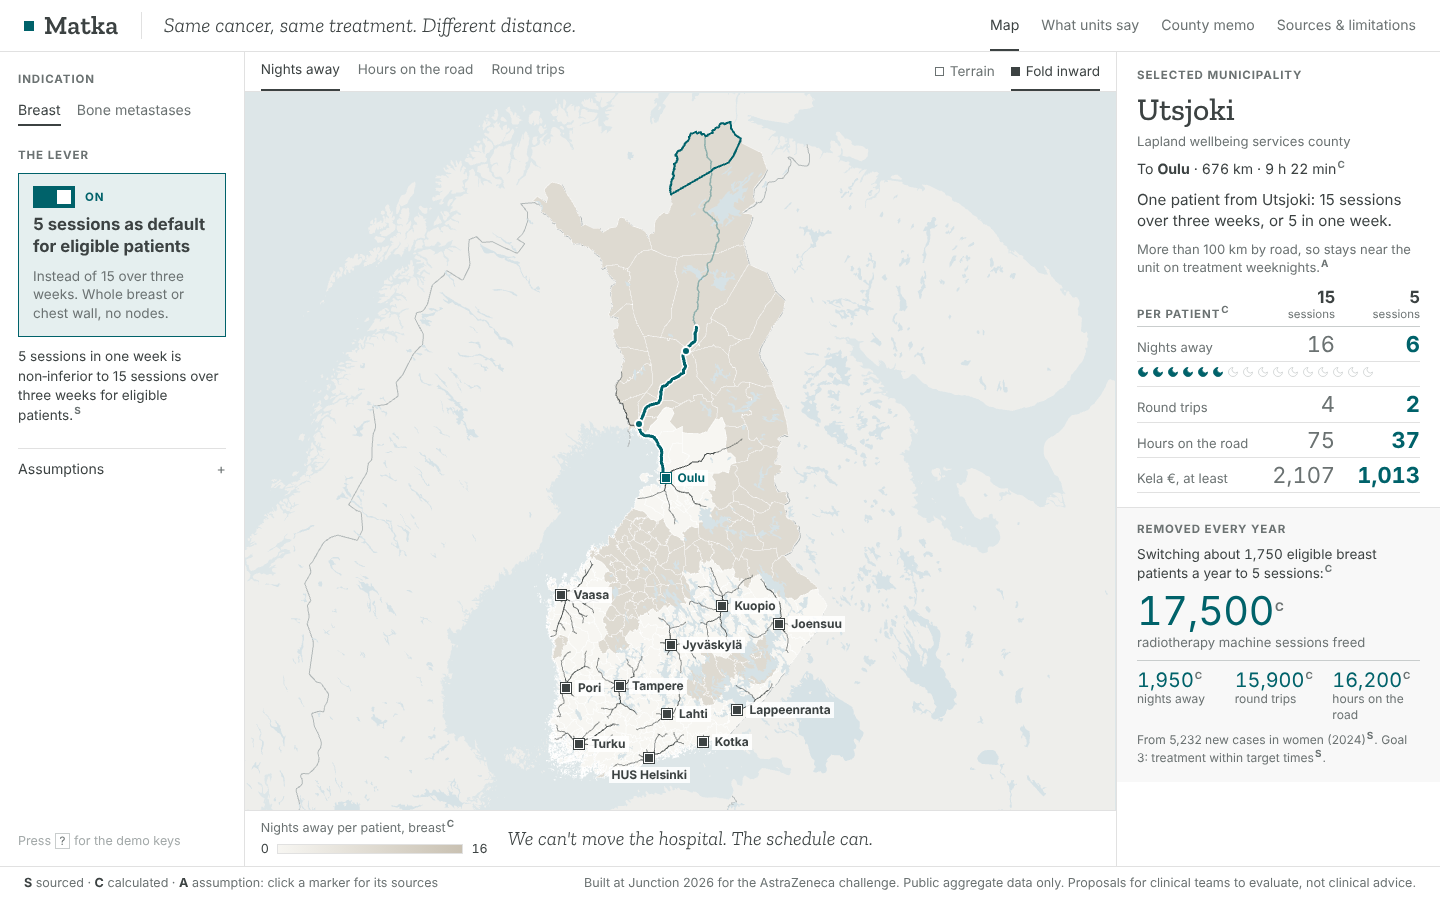 Matka
Same cancer, same treatment. Different distance.
Map
What units say
County memo
Sources & limitations
INDICATION
Breast
Bone metastases
THE LEVER
ON
5 sessions as default
for eligible patients
Instead of 15 over three
weeks. Whole breast or
chest wall, no nodes.
5 sessions in one week is
non-inferior to 15 sessions over
three weeks for eligible
patients.S
Assumptions +
Press ? for the demo keys
Nights away
Hours on the road
Round trips
Terrain
Fold inward
Oulu
Vaasa
Kuopio
Joensuu
Jyväskylä
Pori
Tampere
Lahti
Lappeenranta
Turku
Kotka
HUS Helsinki
Nights away per patient, breastC
0 16
We can't move the hospital. The schedule can.
SELECTED MUNICIPALITY
Utsjoki
Lapland wellbeing services county
To Oulu · 676 km · 9 h 22 minC
One patient from Utsjoki: 15 sessions
over three weeks, or 5 in one week.
More than 100 km by road, so stays near the
unit on treatment weeknights.A
15 5
PER PATIENTC sessions sessions
Nights away 16 6
Round trips 4 2
Hours on the road 75 37
Kela €, at least 2,107 1,013
REMOVED EVERY YEAR
Switching about 1,750 eligible breast
patients a year to 5 sessions:C
17,500C
radiotherapy machine sessions freed
1,950C 15,900C 16,200C
nights away round trips hours on the
road
From 5,232 new cases in women (2024)S. Goal
3: treatment within target timesS.
S sourced · C calculated · A assumption: click a marker for its sources
Built at Junction 2026 for the AstraZeneca challenge. Public aggregate data only. Proposals for clinical teams to evaluate, not clinical advice.